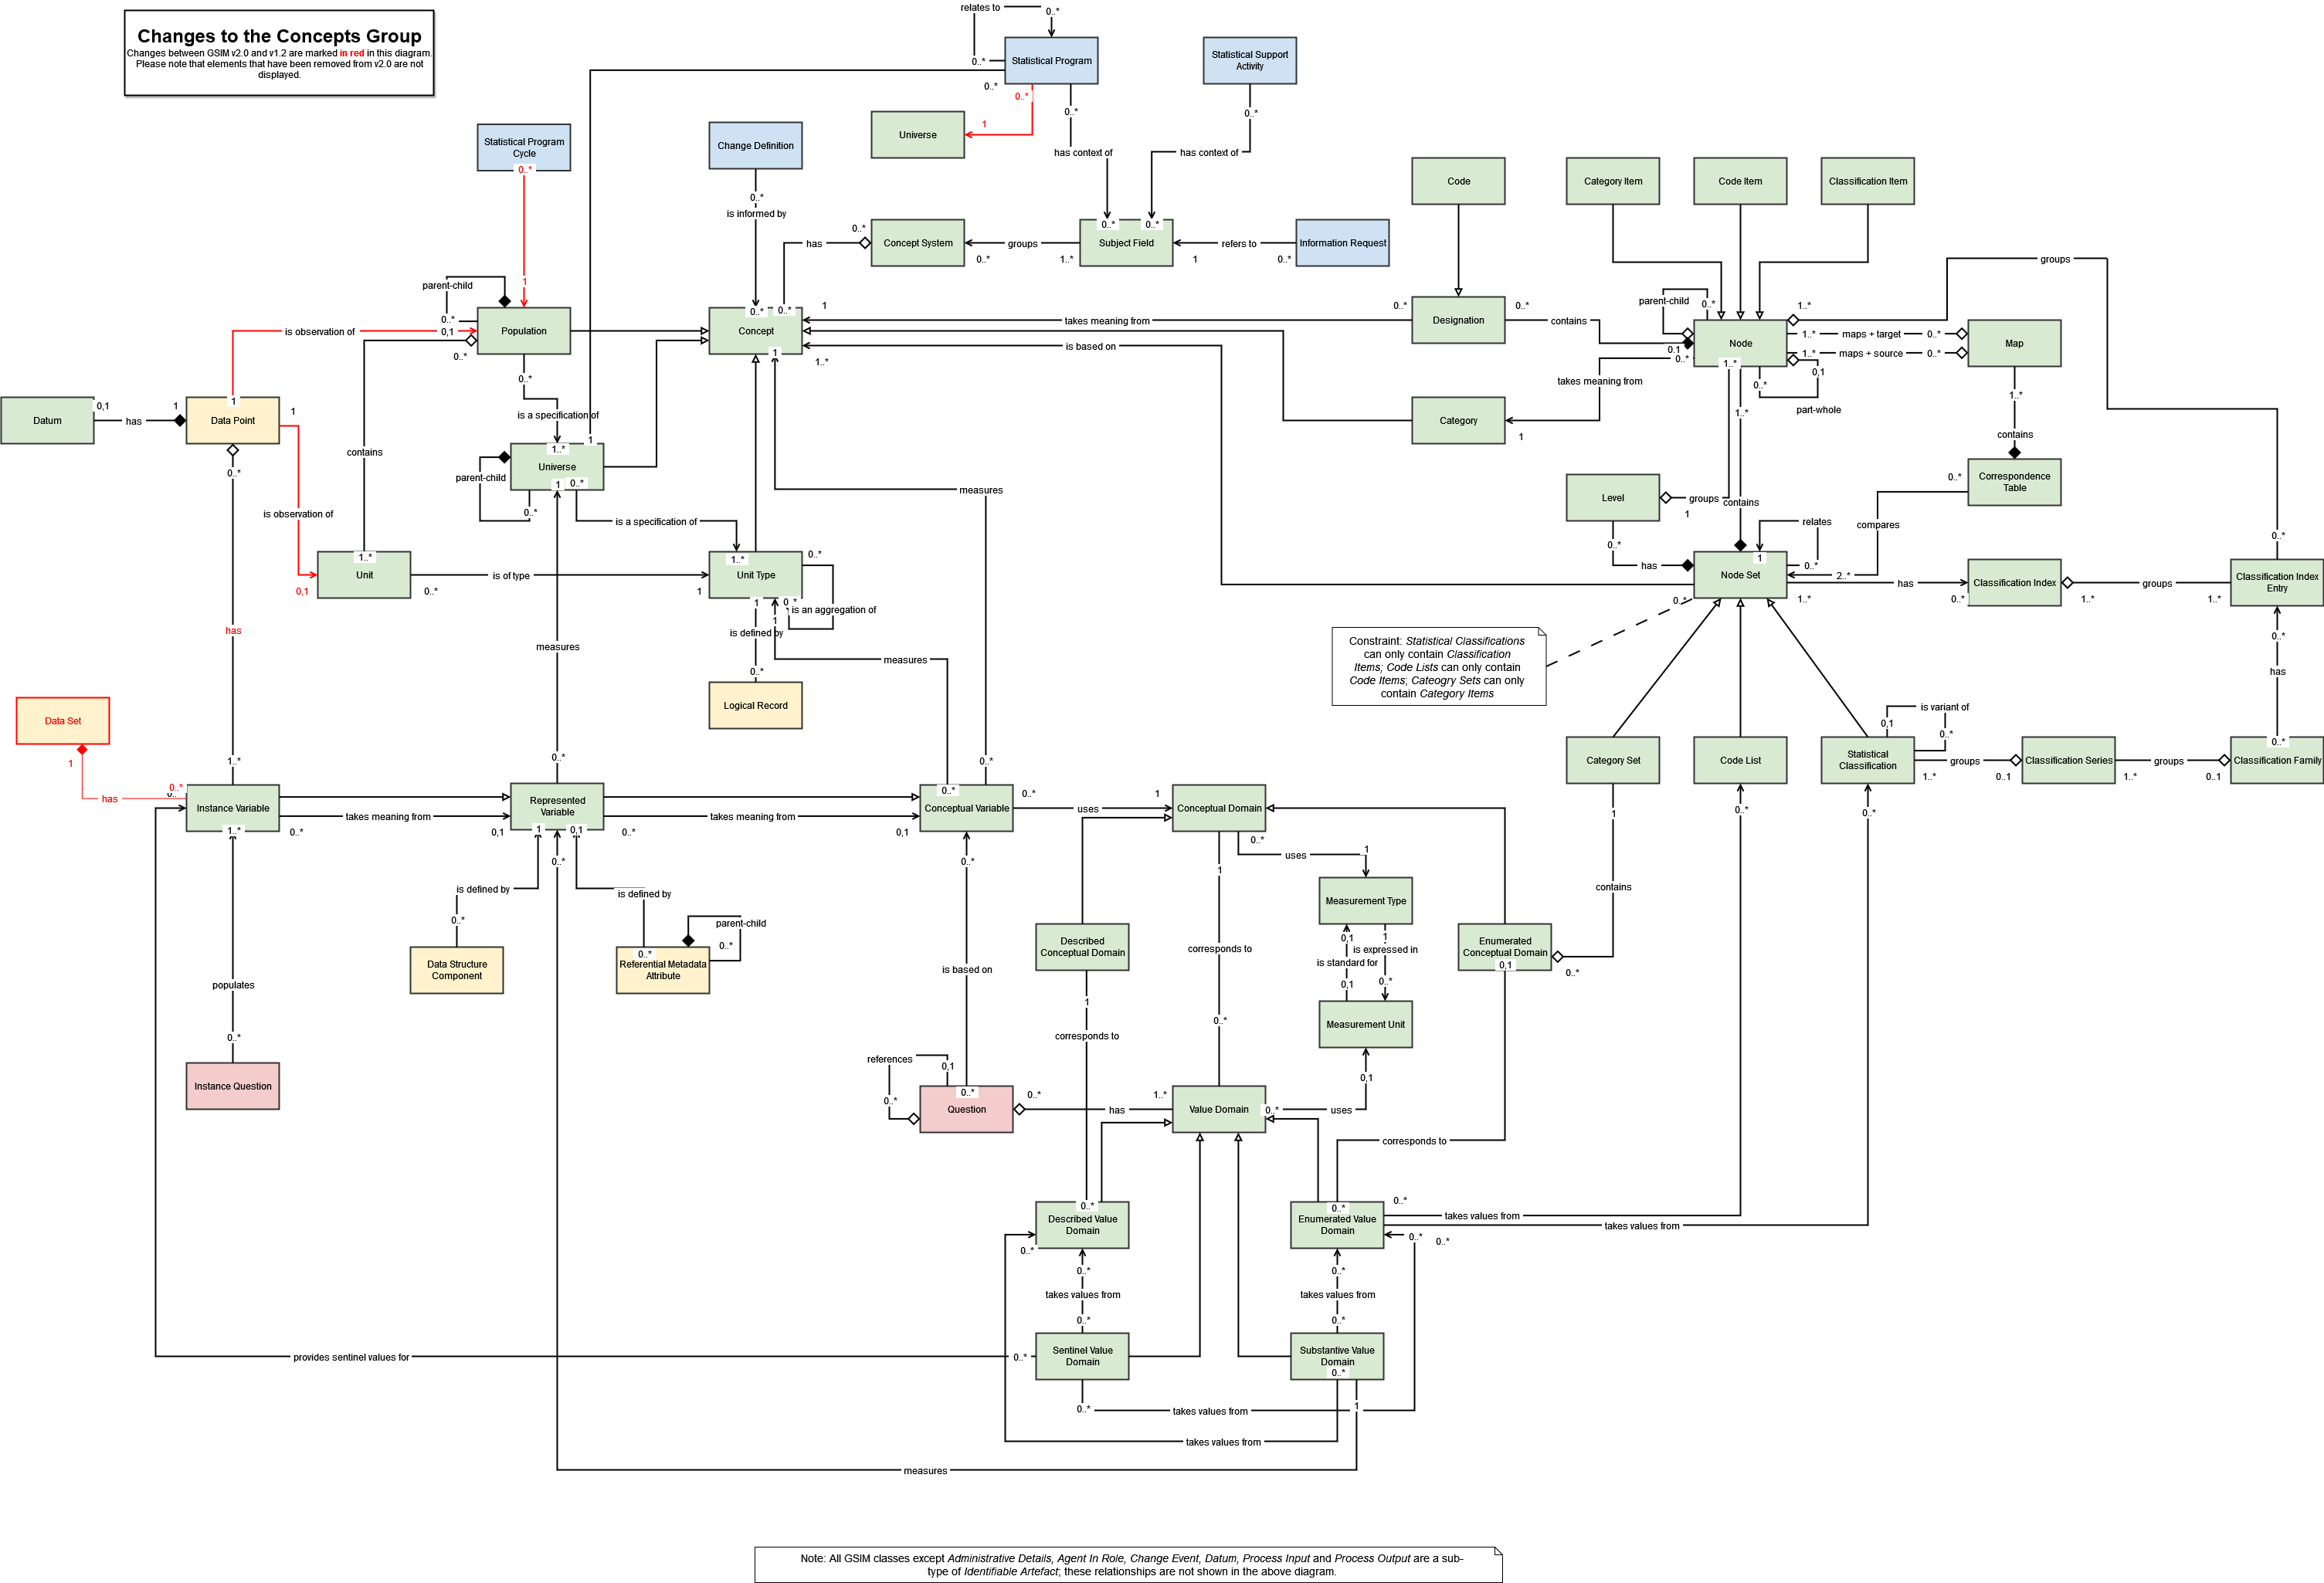 Changes to the Concepts Group
Changes between GSIM v2.0 and v1.2 are marked in red in this diagram.
Please note that elements that have been removed from v2.0 are not
displayed.
relates to
0..*
0..*
Statistical Program
0..*
0..*
0..*
Statistical Support
Activity
0..*
Universe
1
has context of
has context of
Statistical Program
Cycle
0..*
Change Definition
0..*
is informed by
0..*
Concept System
has
groups
0..*
1..*
0..*
0..*
Subject Field
refers to
1
0..*
Information Request
Code
Category Item
Code Item
Classification Item
groups
parent-child
0..*
0,1
0..*
1
Population
is observation of
0..*
0..*
Concept
1
1
1..*
takes meaning from
is based on
0..*
Designation
0..*
contains
parent-child
0..*
0,1
0..*
Node
1..*
1..*
1..*
1..*
maps + target
0..*
maps + source
0..*
Map
0..*
0,1
part-whole
takes meaning from
Category
1
1..*
1..*
contains
Correspondence
Table
0..*
Datum
0,1
has
1
1
Data Point
1
0..*
is a specification of
1
1..*
Universe
parent-child
0..*
1
0..*
contains
0..*
is observation of
measures
Level
groups
1
contains
0..*
has
relates
compares
0..*
is a specification of
1..*
Unit
0..*
0,1
is of type
1..*
Unit Type
1
0..*
1
0..*
is an aggregation of
1
is defined by
0..*
Logical Record
measures
1
Node Set
0..*
2..*
0..*
1..*
has
0..*
Classification Index
1..*
groups
1..*
0..*
Classification Index
Entry
has
measures
Constraint: Statistical Classifications
can only contain Classification
Items; Code Lists can only contain
Code Items; Cateogry Sets can only
contain Category Items
0..*
has
Data Set
1
has
0..*
0..
1..*
Instance Variable
1..*
0..*
takes meaning from
0,1
0..*
Represented
Variable
1
0,1
0..*
0..*
takes meaning from
0,1
0..*
0..*
Conceptual Variable
0..*
0..*
uses
1
Conceptual Domain
1
0..*
uses
1
Category Set
1
Code List
0..*
0,1
is variant of
0..*
Statistical
Classification
0..*
1..*
groups
0..1
Classification Series
1..*
groups
0..1
0..*
Classification Family
is defined by
0..*
Data Structure
Component
is defined by
0..*
Referential Metadata
Attribute
parent-child
0..*
contains
Measurement Type
0,1
1
is expressed in
is standard for
0,1
0..*
Measurement Unit
0,1
Described
Conceptual Domain
1
corresponds to
corresponds to
0..*
Enumerated
Conceptual Domain
0,1
0..*
populates
0..*
Instance Question
is based on
references
0,1
0..*
0..*
Question
0..*
has
1..*
Value Domain
0..*
uses
corresponds to
0..*
Described Value
Domain
0..*
0..*
Enumerated Value
Domain
0..*
takes values from
takes values from
0..*
0..*
0..*
takes values from
0..*
0..*
takes values from
0..*
provides sentinel values for
0..*
Sentinel Value
Domain
Substantive Value
Domain
0..*
0..*
takes values from
1
takes values from
measures
Note: All GSIM classes except Administrative Details, Agent In Role, Change Event, Datum, Process Input and Process Output are a sub-
type of Identifiable Artefact; these relationships are not shown in the above diagram.